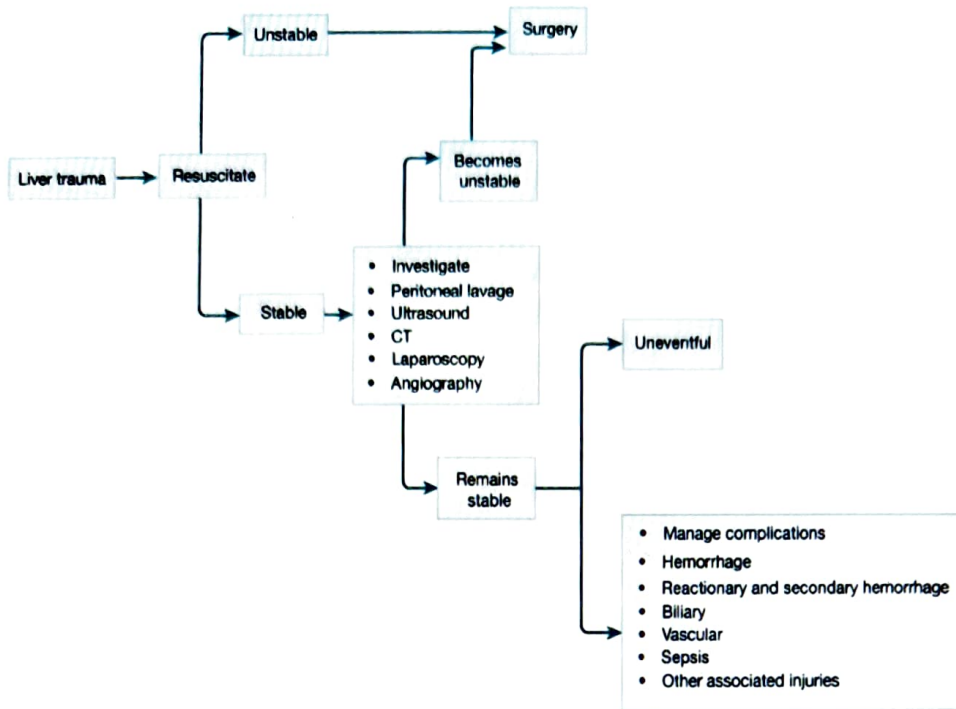 Unstable
Surgery
Liver trauma
Resuscitate
Becomes
unstable
Stable
• Investigate
• Peritoneal lavage
• Ultrasound
• CT
• Laparoscopy
• Angiography
Uneventful
Remains
stable
• Manage complications
• Hemorrhage
• Reactionary and secondary hemorrhage
• Biliary
• Vascular
• Sepsis
• Other associated injuries